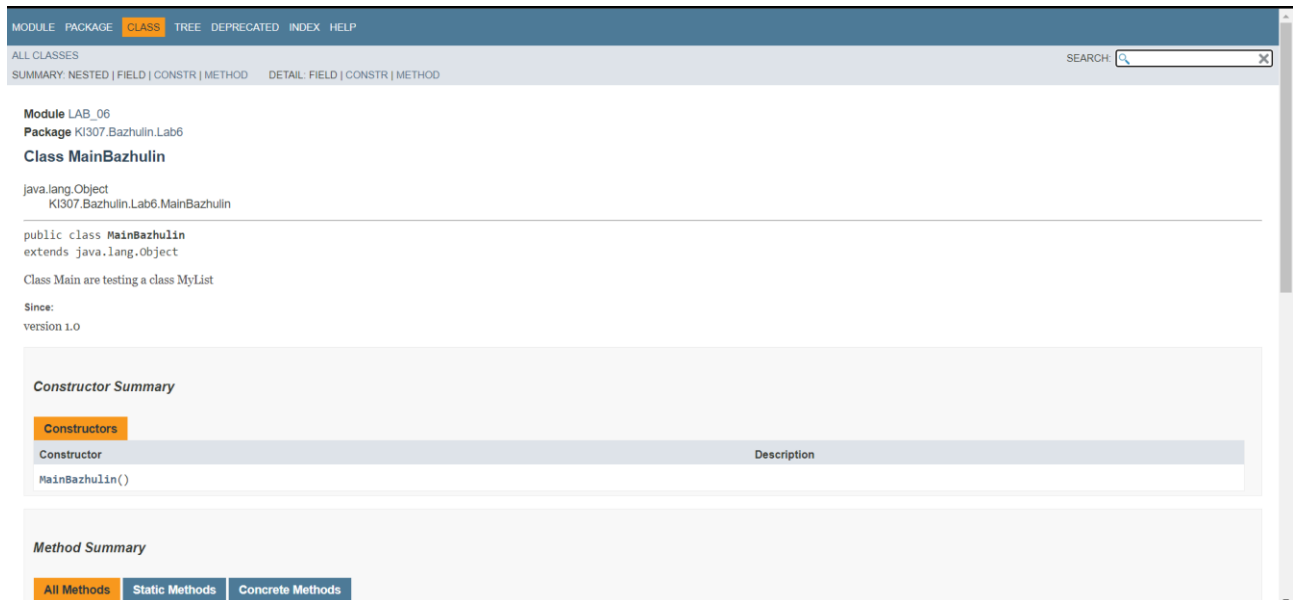 MODULE PACKAGE CLASS TREE DEPRECATED INDEX HELP
ALL CLASSES
SEARCH:
SUMMARY: NESTED | FIELD | CONSTR | METHOD DETAIL: FIELD | CONSTR | METHOD
Module LAB_06
Package KI307.Bazhulin.Lab6
Class MainBazhulin
java.lang.Object
KI307.Bazhulin.Lab6.MainBazhulin
public class MainBazhulin
extends java.lang.Object
Class Main are testing a class MyList
Since:
version 1.0
Constructor Summary
Constructors
Constructor Description
MainBazhulin()
Method Summary
All Methods Static Methods Concrete Methods